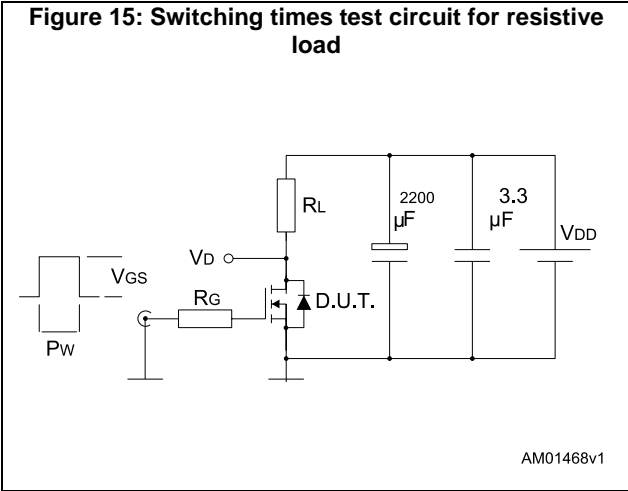 Figure 15: Switching times test circuit for resistive
load
2200
µF
3.3
µF
VDD
RL
VD
VGS
RG
D.U.T.
PW
AM01468v1